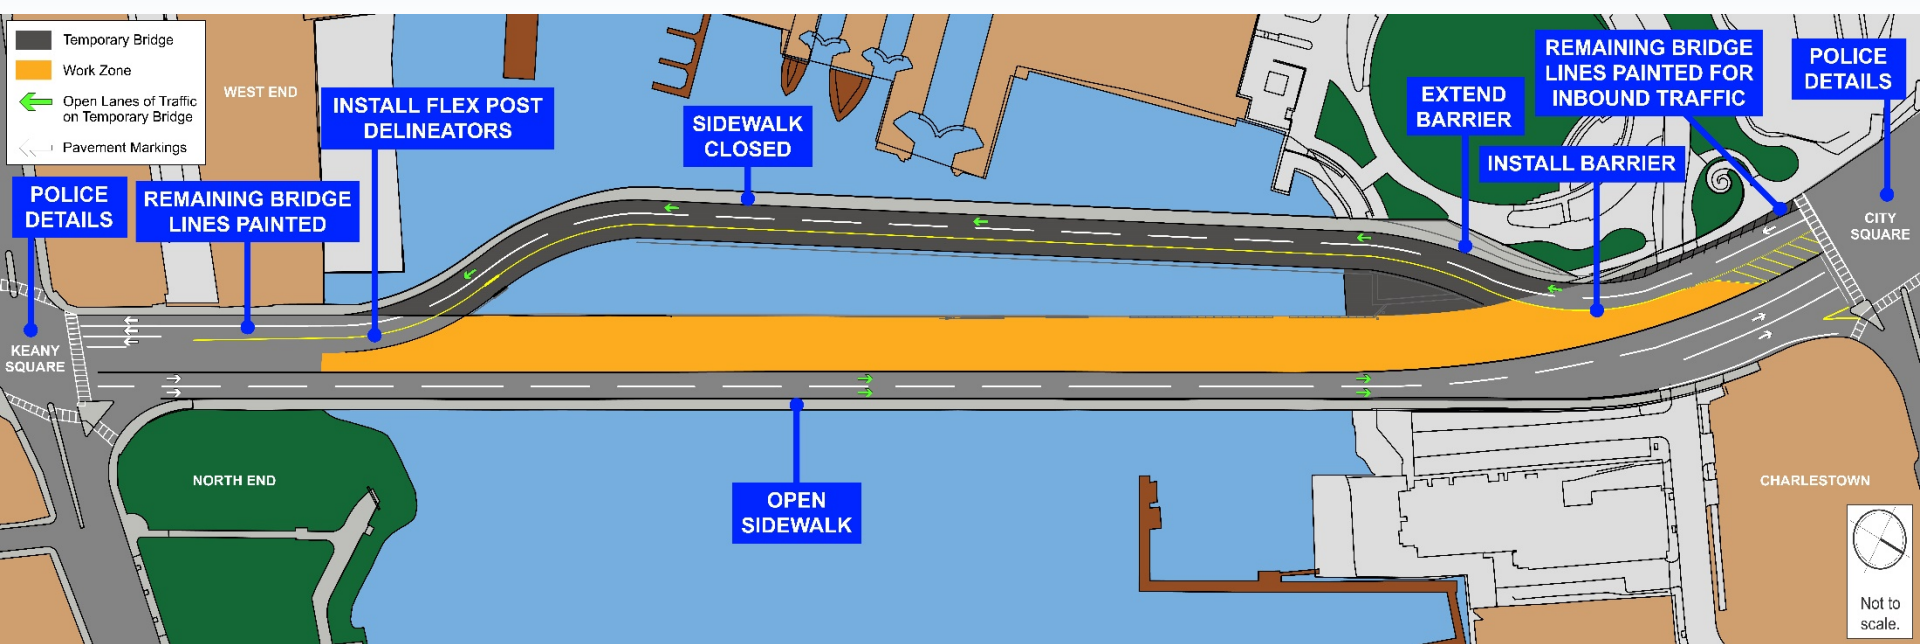 Temporary Bridge
Work Zone
Open Lanes of Traffic
on Temporary Bridge
Pavement Markings
WEST END
INSTALL FLEX POST
DELINEATORS
SIDEWALK
CLOSED
EXTEND
BARRIER
REMAINING BRIDGE
LINES PAINTED FOR
INBOUND TRAFFIC
POLICE
DETAILS
INSTALL BARRIER
POLICE
DETAILS
REMAINING BRIDGE
LINES PAINTED
CITY
SQUARE
KEANY
SQUARE
NORTH END
OPEN
SIDEWALK
CHARLESTOWN
Not to
scale.